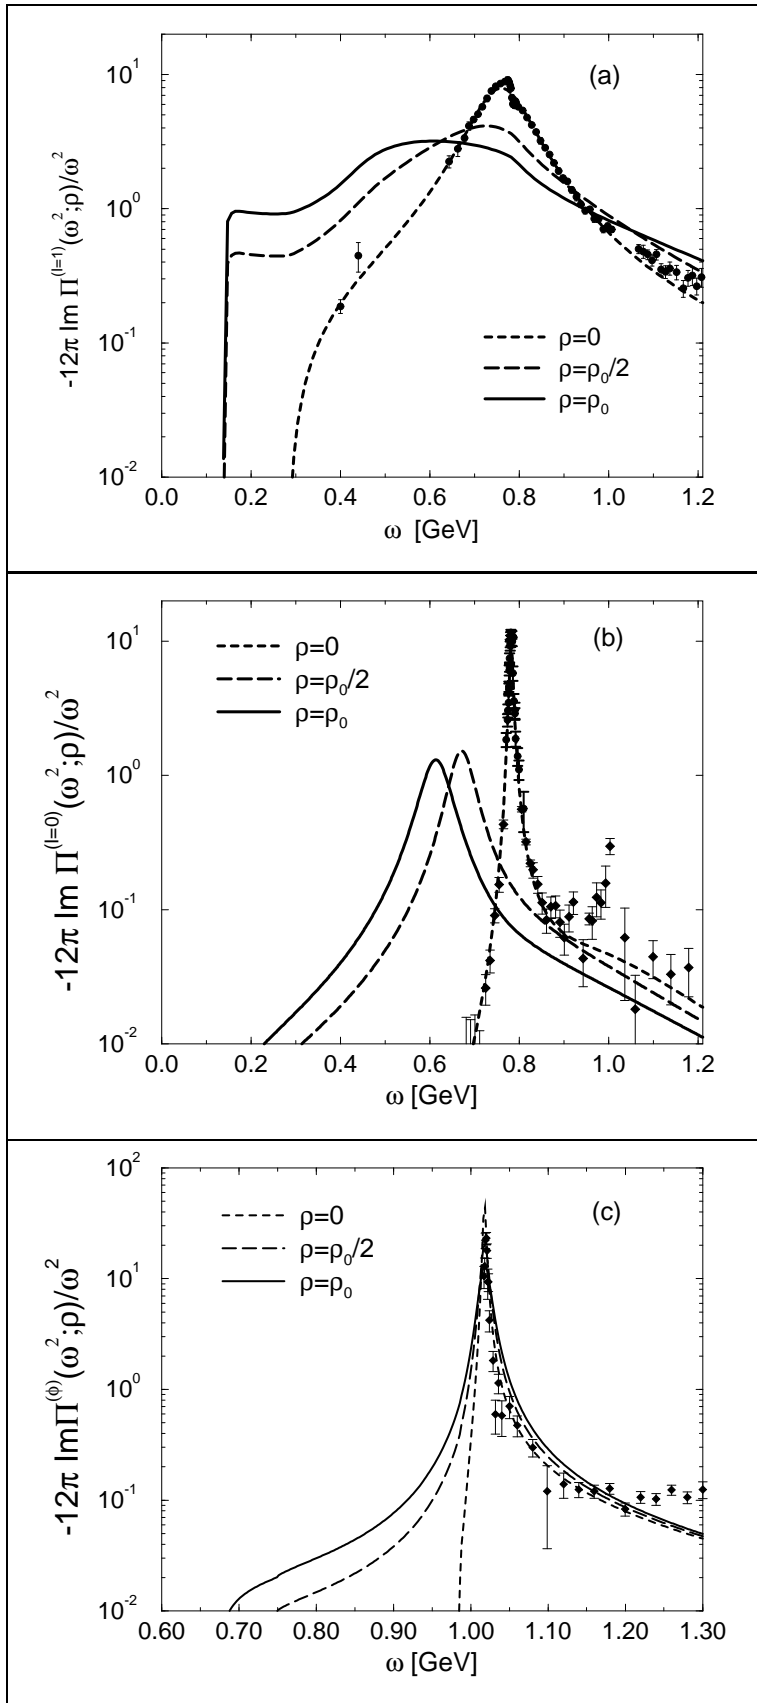 (a)
-12π Im Π^(I=1)(ω²;ρ)/ω²
10^1
10^0
10^-1
10^-2
ρ=0
ρ=ρ₀/2
ρ=ρ₀
0.0 0.2 0.4 0.6 0.8 1.0 1.2
ω [GeV]
(b)
-12π Im Π^(I=0)(ω²;ρ)/ω²
10^1
10^0
10^-1
10^-2
ρ=0
ρ=ρ₀/2
ρ=ρ₀
0.0 0.2 0.4 0.6 0.8 1.0 1.2
ω [GeV]
(c)
-12π ImΠ^(ϕ)(ω²;ρ)/ω²
10^2
10^1
10^0
10^-1
10^-2
ρ=0
ρ=ρ₀/2
ρ=ρ₀
0.60 0.70 0.80 0.90 1.00 1.10 1.20 1.30
ω [GeV]